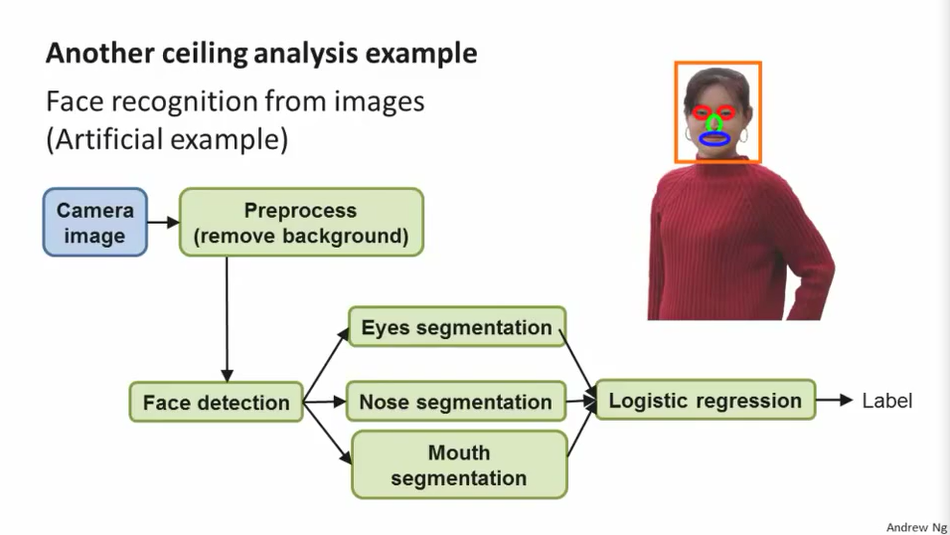 Another ceiling analysis example
Face recognition from images
(Artificial example)
Camera
image
Preprocess
(remove background)
Eyes segmentation
Face detection
Nose segmentation
Logistic regression
Label
Mouth
segmentation
Andrew Ng